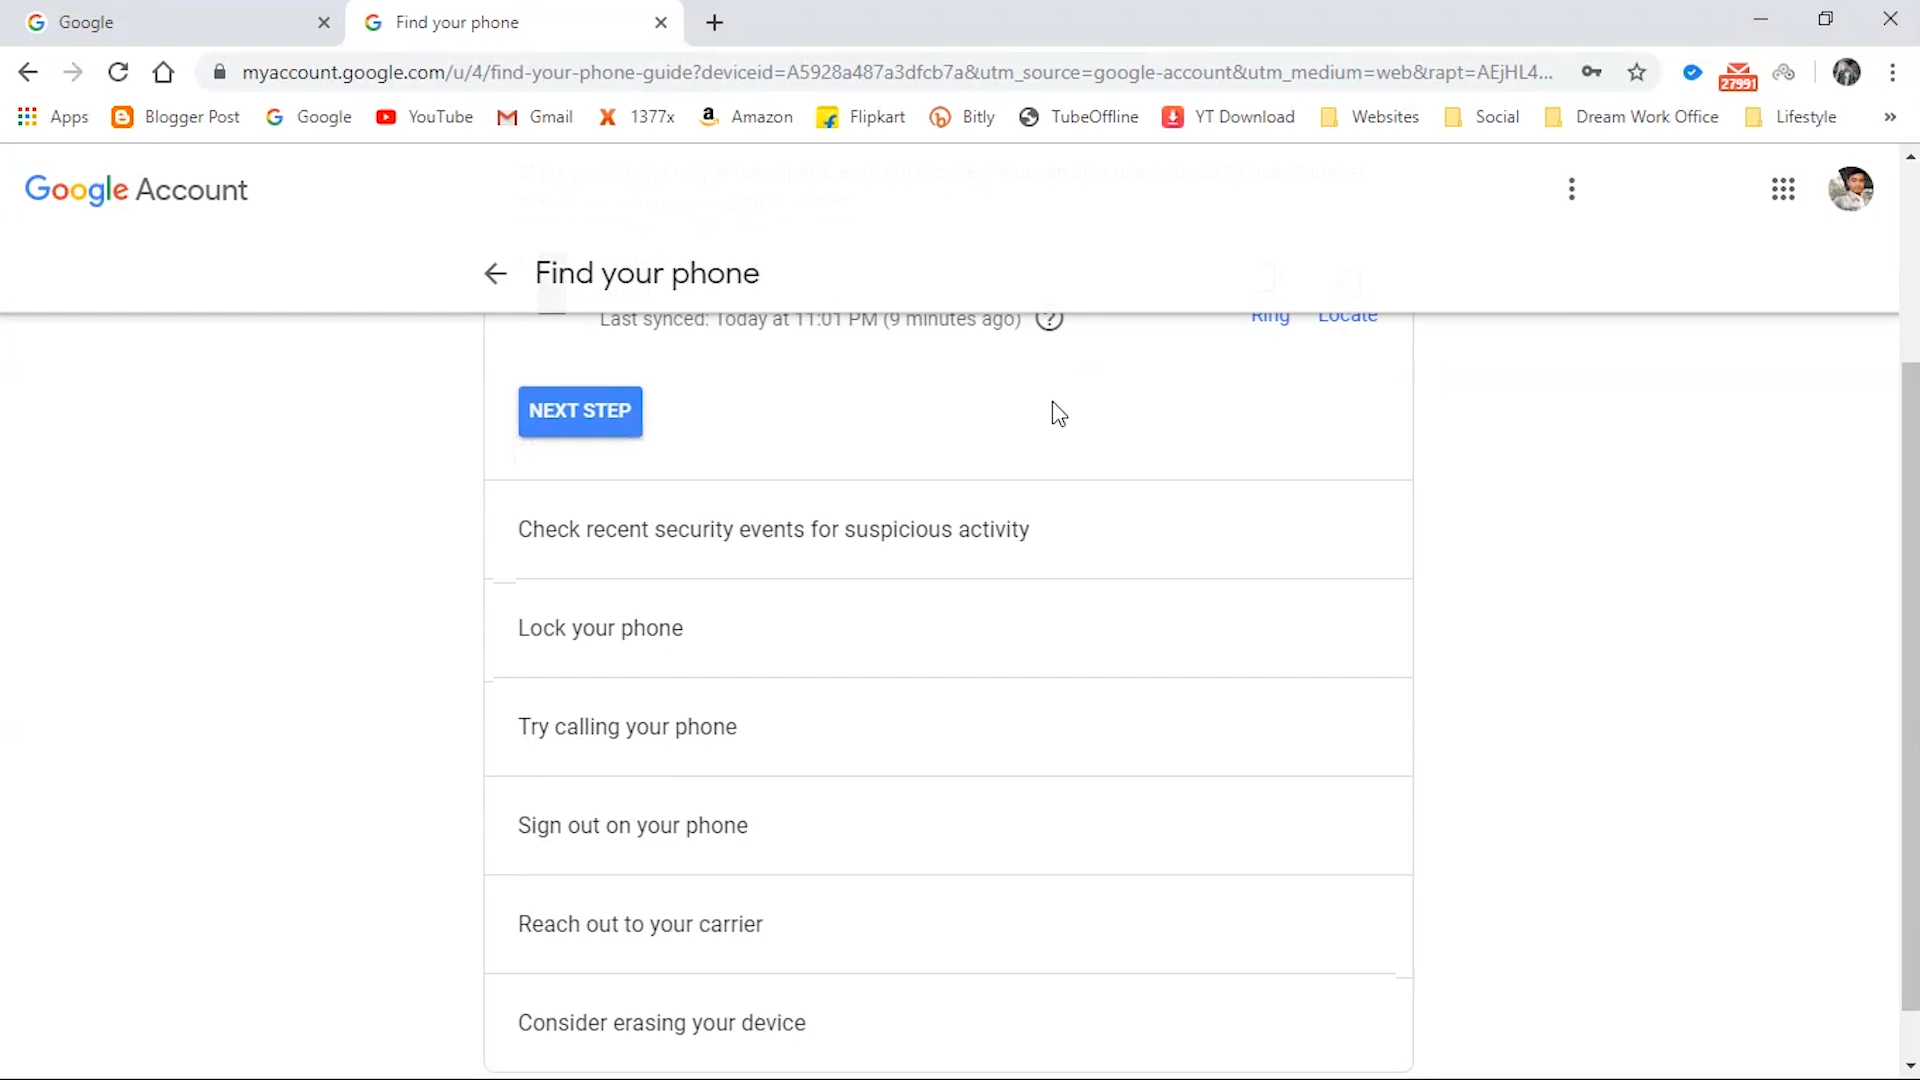 Google
Find your phone
myaccount.google.com/u/4/find-your-phone-guide?deviceid=A5928a487a3dfcb7a&utm_source=google-account&utm_medium=web&rapt=AEjHL4...
27991
Apps
Blogger Post
Google
YouTube
Gmail
1377x
Amazon
Flipkart
Bitly
TubeOffline
YT Download
Websites
Social
Dream Work Office
Lifestyle
»
Google Account
Find your phone
Last synced: Today at 11:01 PM (9 minutes ago)
Ring
Locate
NEXT STEP
Check recent security events for suspicious activity
Lock your phone
Try calling your phone
Sign out on your phone
Reach out to your carrier
Consider erasing your device